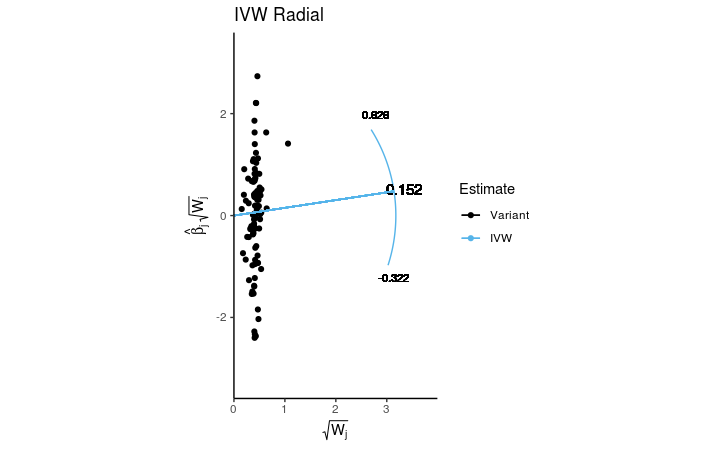 IVW Radial
2
0
-2
β̂ⱼ√Wⱼ
0.626
0.152
-0.322
0 1 2 3
√Wⱼ
Estimate
Variant
IVW